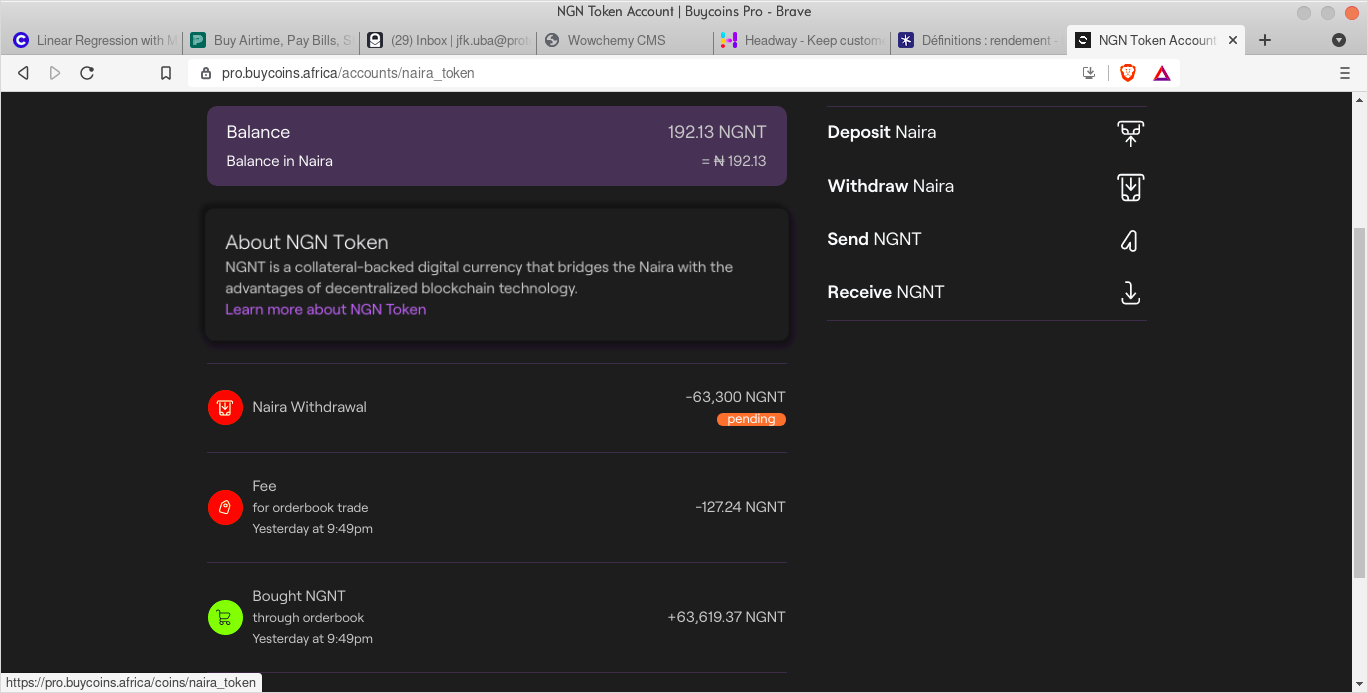 NGN Token Account | Buycoins Pro - Brave
Linear Regression with M
Buy Airtime, Pay Bills, S
(29) Inbox | jfk.uba@prot
Wowchemy CMS
Headway - Keep custome
Définitions : rendement -
NGN Token Account
pro.buycoins.africa/accounts/naira_token
Balance
192.13 NGNT
Balance in Naira
= ₦ 192.13
About NGN Token
NGNT is a collateral-backed digital currency that bridges the Naira with the
advantages of decentralized blockchain technology.
Learn more about NGN Token
Naira Withdrawal
-63,300 NGNT
pending
Fee
for orderbook trade
Yesterday at 9:49pm
-127.24 NGNT
Bought NGNT
through orderbook
Yesterday at 9:49pm
+63,619.37 NGNT
Deposit Naira
Withdraw Naira
Send NGNT
Receive NGNT
https://pro.buycoins.africa/coins/naira_token